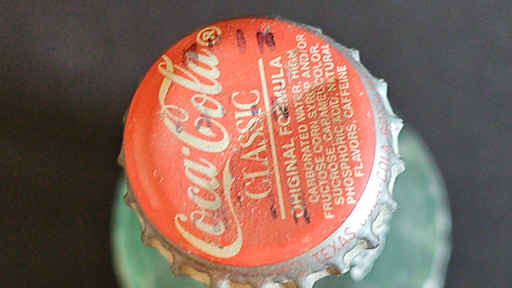 Coca-Cola®
CLASSIC
ORIGINAL FORMULA
CARBONATED WATER, HIGH
FRUCTOSE CORN SYRUP AND/OR
SUCROSE, CARAMEL COLOR,
PHOSPHORIC ACID, NATURAL
FLAVORS, CAFFEINE
TEXAS
COLA